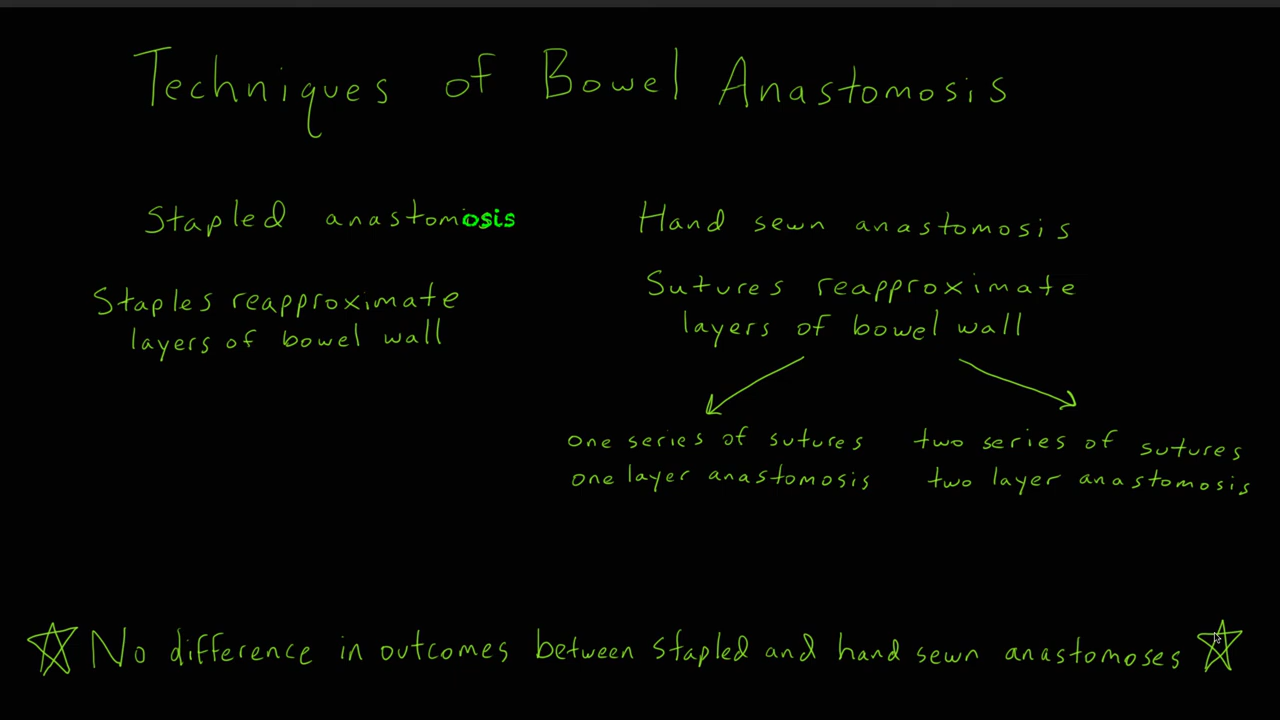 Techniques of Bowel Anastomosis
Stapled anastomosis
Staples reapproximate
layers of bowel wall
Hand sewn anastomosis
Sutures reapproximate
layers of bowel wall
one series of sutures
one layer anastomosis
two series of sutures
two layer anastomosis
No difference in outcomes between stapled and hand sewn anastomoses